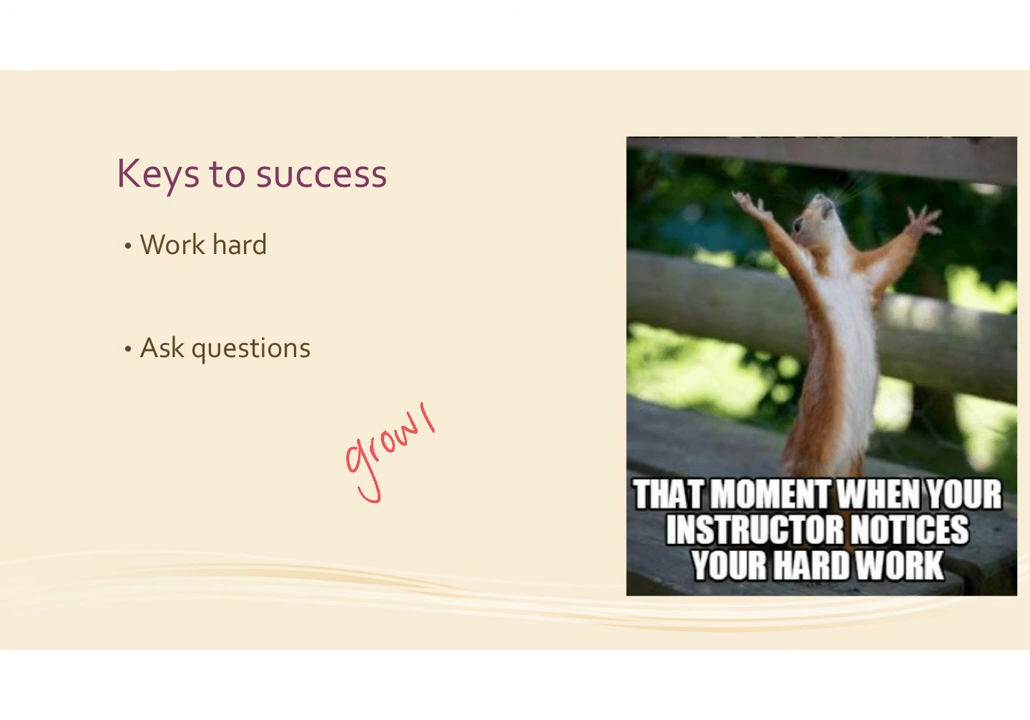 Keys to success
• Work hard
• Ask questions
growl
THAT MOMENT WHEN YOUR
INSTRUCTOR NOTICES
YOUR HARD WORK